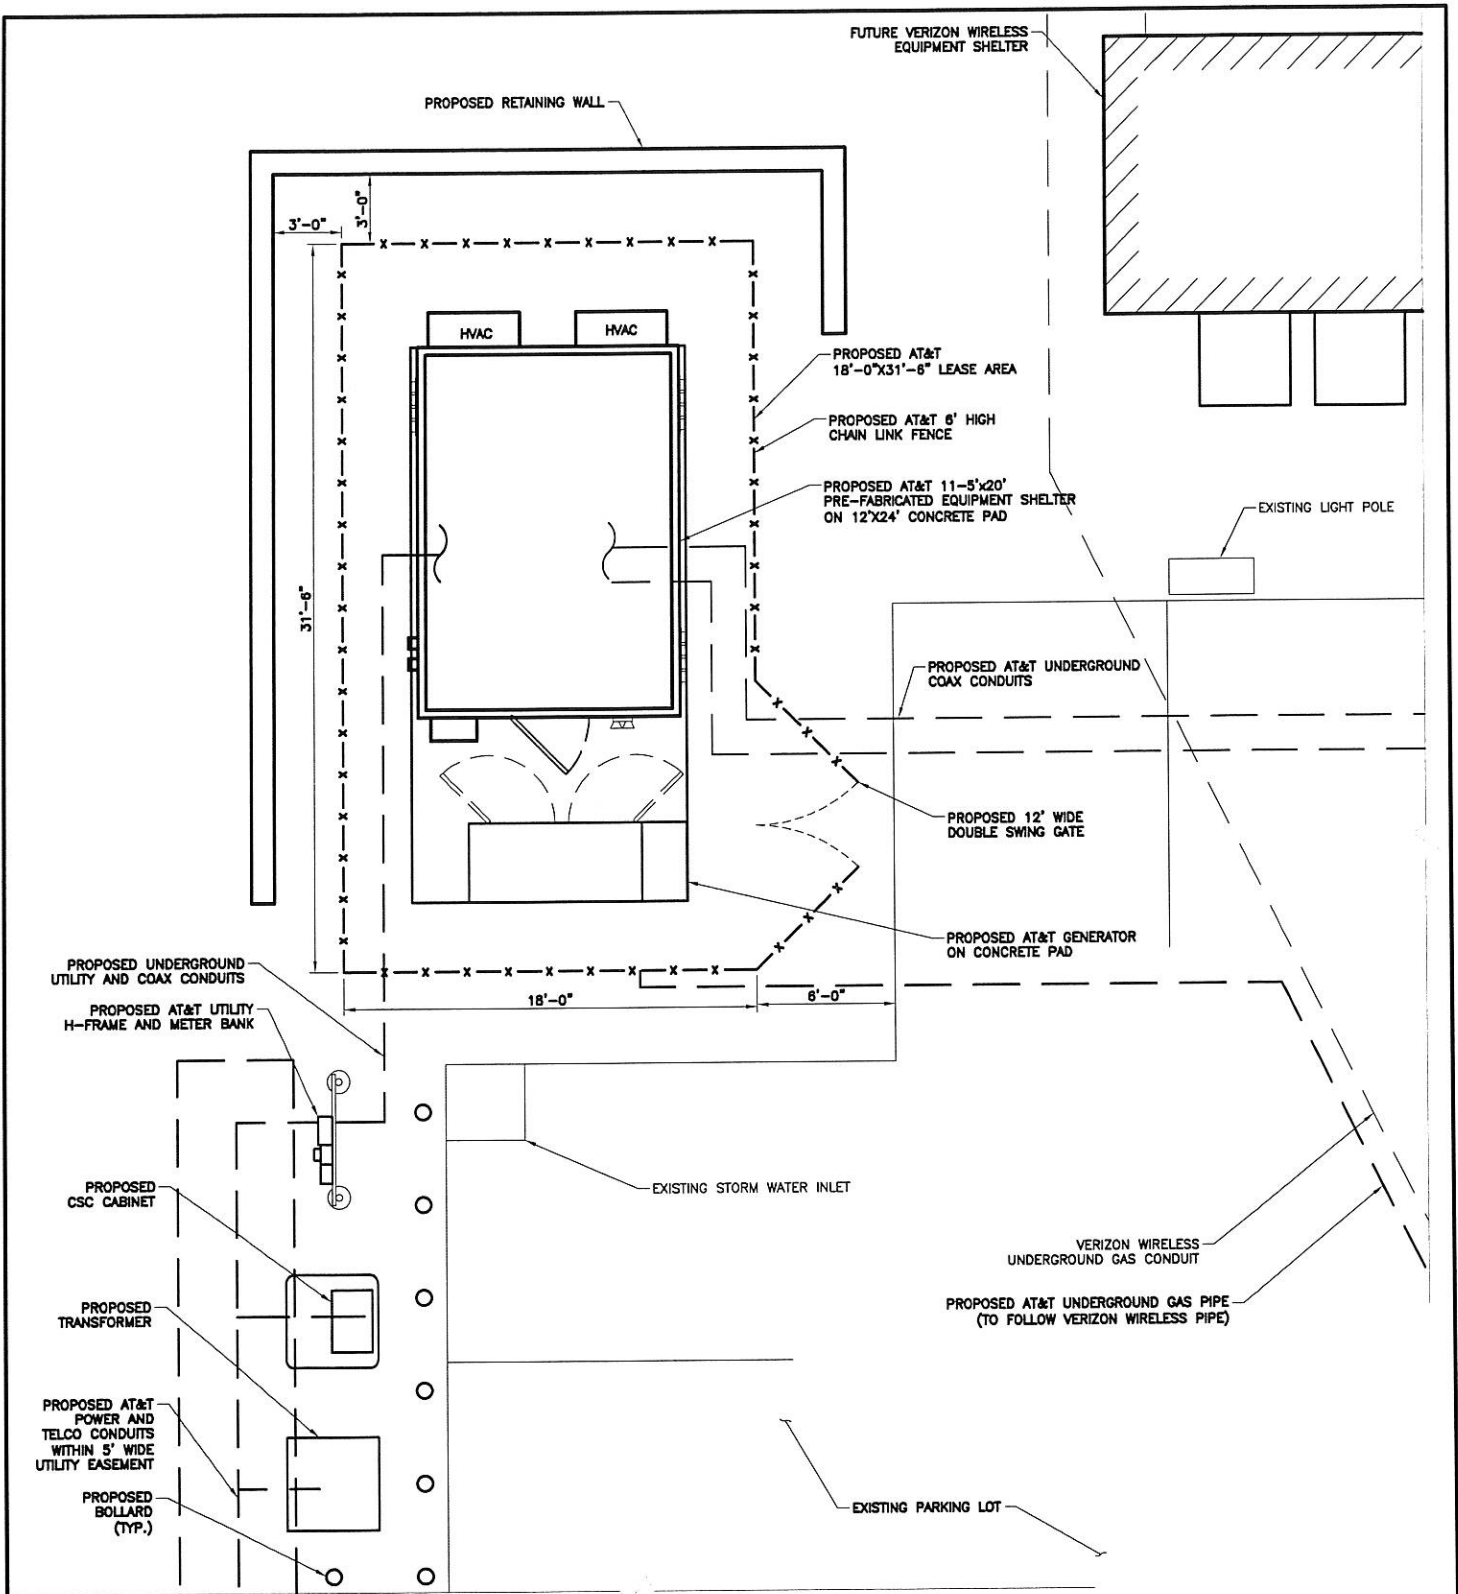 FUTURE VERIZON WIRELESS
EQUIPMENT SHELTER
PROPOSED RETAINING WALL
3'-0"
3'-0"
HVAC
HVAC
PROPOSED AT&T
18'-0"X31'-6" LEASE AREA
PROPOSED AT&T 6' HIGH
CHAIN LINK FENCE
PROPOSED AT&T 11-5'x20'
PRE-FABRICATED EQUIPMENT SHELTER
ON 12'X24' CONCRETE PAD
EXISTING LIGHT POLE
31'-6"
PROPOSED AT&T UNDERGROUND
COAX CONDUITS
PROPOSED 12' WIDE
DOUBLE SWING GATE
PROPOSED AT&T GENERATOR
ON CONCRETE PAD
PROPOSED UNDERGROUND
UTILITY AND COAX CONDUITS
18'-0"
6'-0"
PROPOSED AT&T UTILITY
H-FRAME AND METER BANK
PROPOSED
CSC CABINET
EXISTING STORM WATER INLET
VERIZON WIRELESS
UNDERGROUND GAS CONDUIT
PROPOSED
TRANSFORMER
PROPOSED AT&T UNDERGROUND GAS PIPE
(TO FOLLOW VERIZON WIRELESS PIPE)
PROPOSED AT&T
POWER AND
TELCO CONDUITS
WITHIN 5' WIDE
UTILITY EASEMENT
PROPOSED
BOLLARD
(TYP.)
EXISTING PARKING LOT